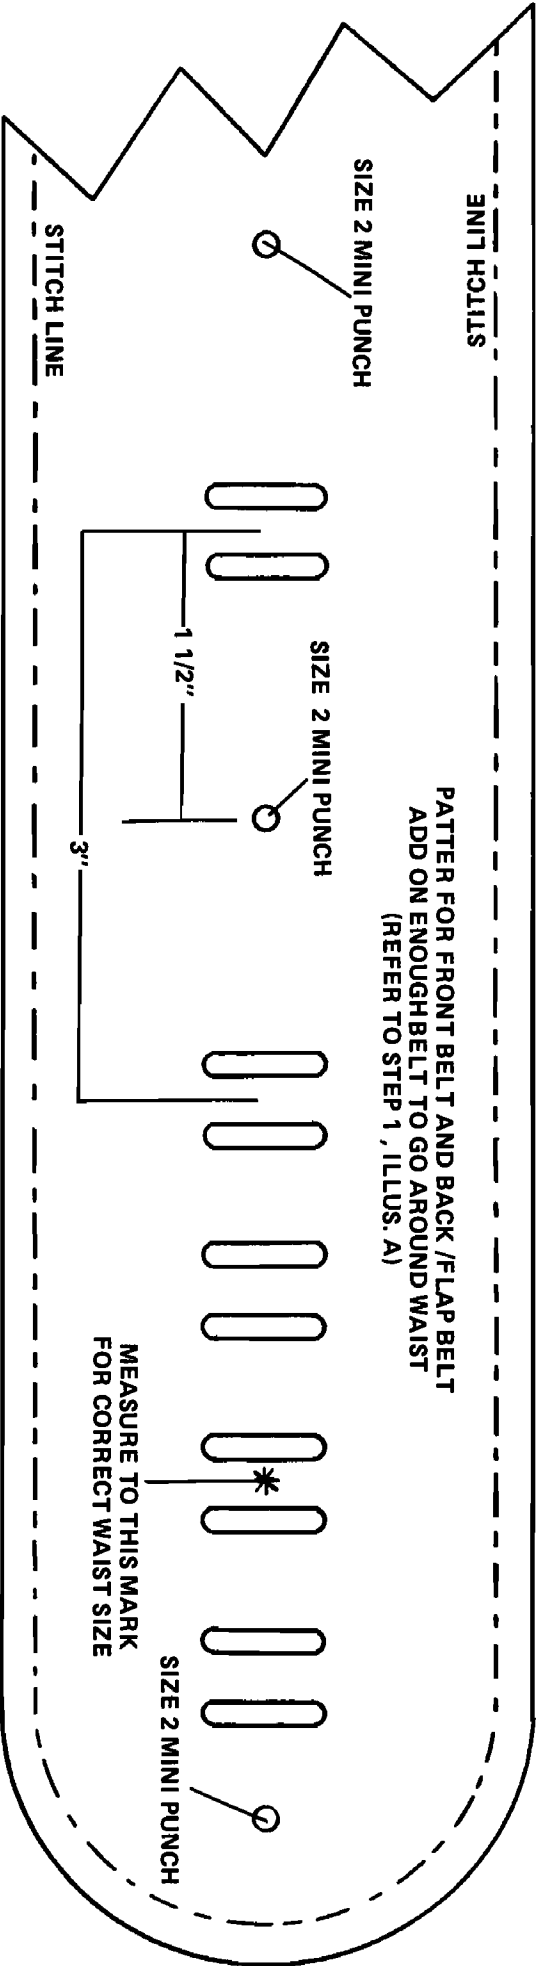 STITCH LINE
SIZE 2 MINI PUNCH
STITCH LINE
PATTER FOR FRONT BELT AND BACK /FLAP BELT
ADD ON ENOUGH BELT TO GO AROUND WAIST
(REFER TO STEP 1 , ILLUS. A)
SIZE 2 MINI PUNCH
1 1/2"
3"
MEASURE TO THIS MARK
FOR CORRECT WAIST SIZE
SIZE 2 MINI PUNCH